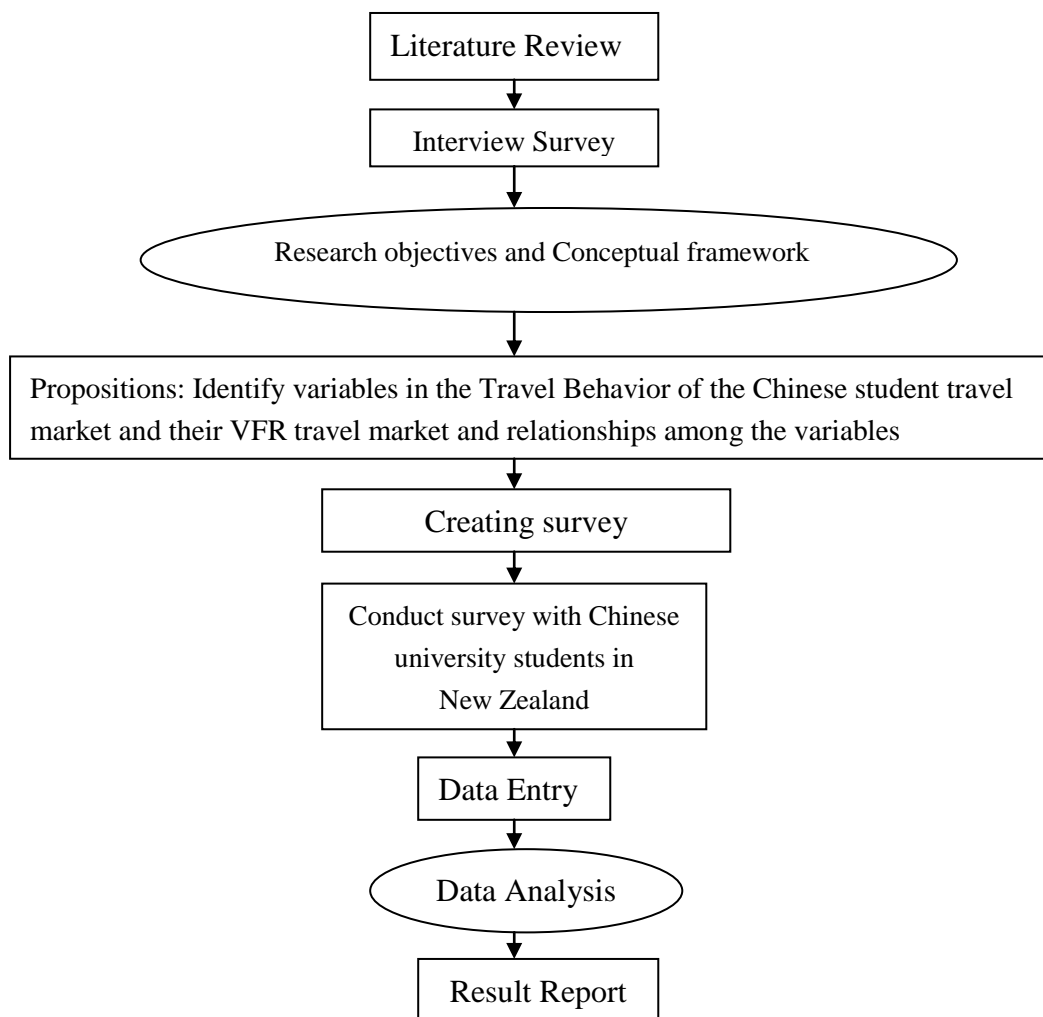 Literature Review
Interview Survey
Research objectives and Conceptual framework
Propositions: Identify variables in the Travel Behavior of the Chinese student travel
market and their VFR travel market and relationships among the variables
Creating survey
Conduct survey with Chinese
university students in
New Zealand
Data Entry
Data Analysis
Result Report